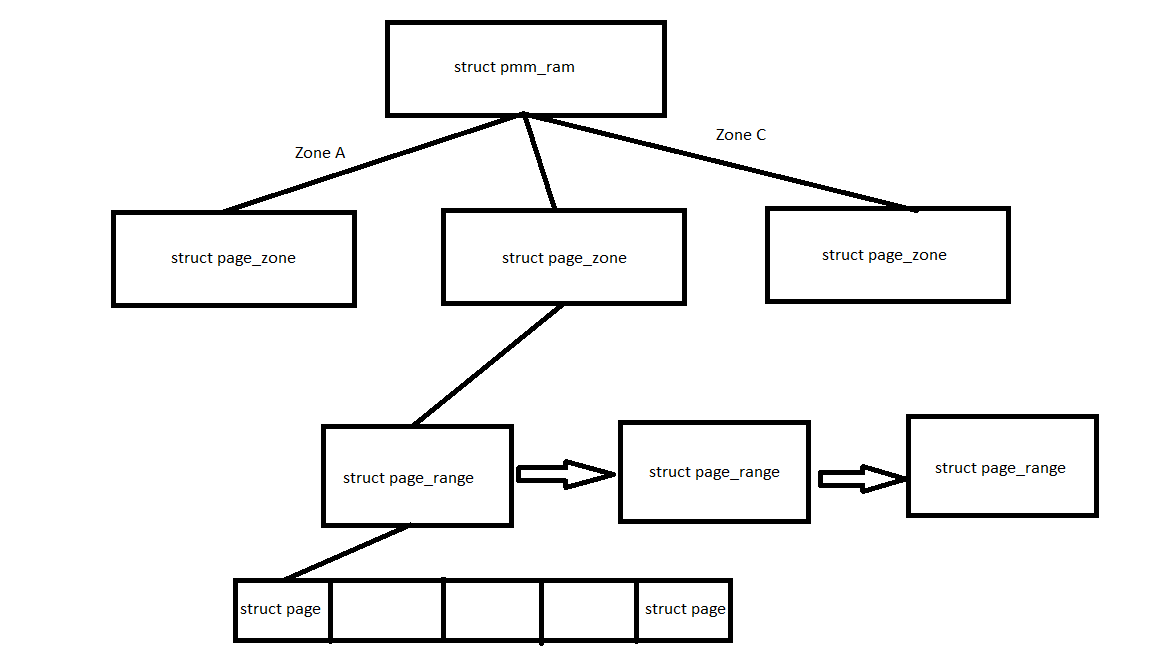 struct pmm_ram
Zone A
Zone C
struct page_zone
struct page_zone
struct page_zone
struct page_range
struct page_range
struct page_range
struct page
struct page